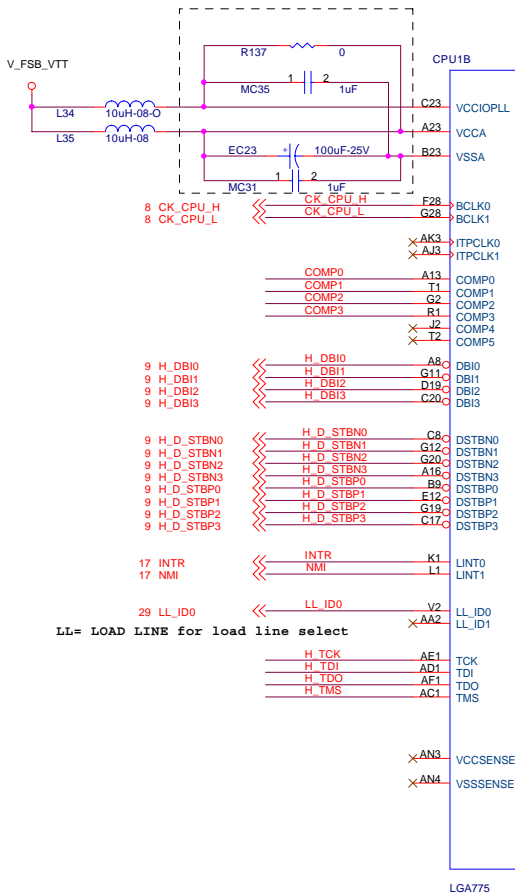 R137 0
CPU1B
V_FSB_VTT
MC35 1 2 1uF
L34 10uH-08-O C23 VCCIOPLL
A23 VCCA
L35 10uH-08
EC23 + 100uF-25V B23 VSSA
MC31 1 2 1uF
8 CK_CPU_H CK_CPU_H F28 BCLK0
8 CK_CPU_L CK_CPU_L G28 BCLK1
AK3 ITPCLK0
AJ3 ITPCLK1
COMP0 A13 COMP0
COMP1 T1 COMP1
COMP2 G2 COMP2
COMP3 R1 COMP3
J2 COMP4
T2 COMP5
9 H_DBI0 H_DBI0 A8 DBI0
9 H_DBI1 H_DBI1 G11 DBI1
9 H_DBI2 H_DBI2 D19 DBI2
9 H_DBI3 H_DBI3 C20 DBI3
9 H_D_STBN0 H_D_STBN0 C8 DSTBN0
9 H_D_STBN1 H_D_STBN1 G12 DSTBN1
9 H_D_STBN2 H_D_STBN2 G20 DSTBN2
9 H_D_STBN3 H_D_STBN3 A16 DSTBN3
9 H_D_STBP0 H_D_STBP0 B9 DSTBP0
9 H_D_STBP1 H_D_STBP1 E12 DSTBP1
9 H_D_STBP2 H_D_STBP2 G19 DSTBP2
9 H_D_STBP3 H_D_STBP3 C17 DSTBP3
17 INTR INTR K1 LINT0
17 NMI NMI L1 LINT1
29 LL_ID0 LL_ID0 V2 LL_ID0
AA2 LL_ID1
LL= LOAD LINE for load line select
H_TCK AE1 TCK
H_TDI AD1 TDI
H_TDO AF1 TDO
H_TMS AC1 TMS
AN3 VCCSENSE
AN4 VSSSENSE
LGA775